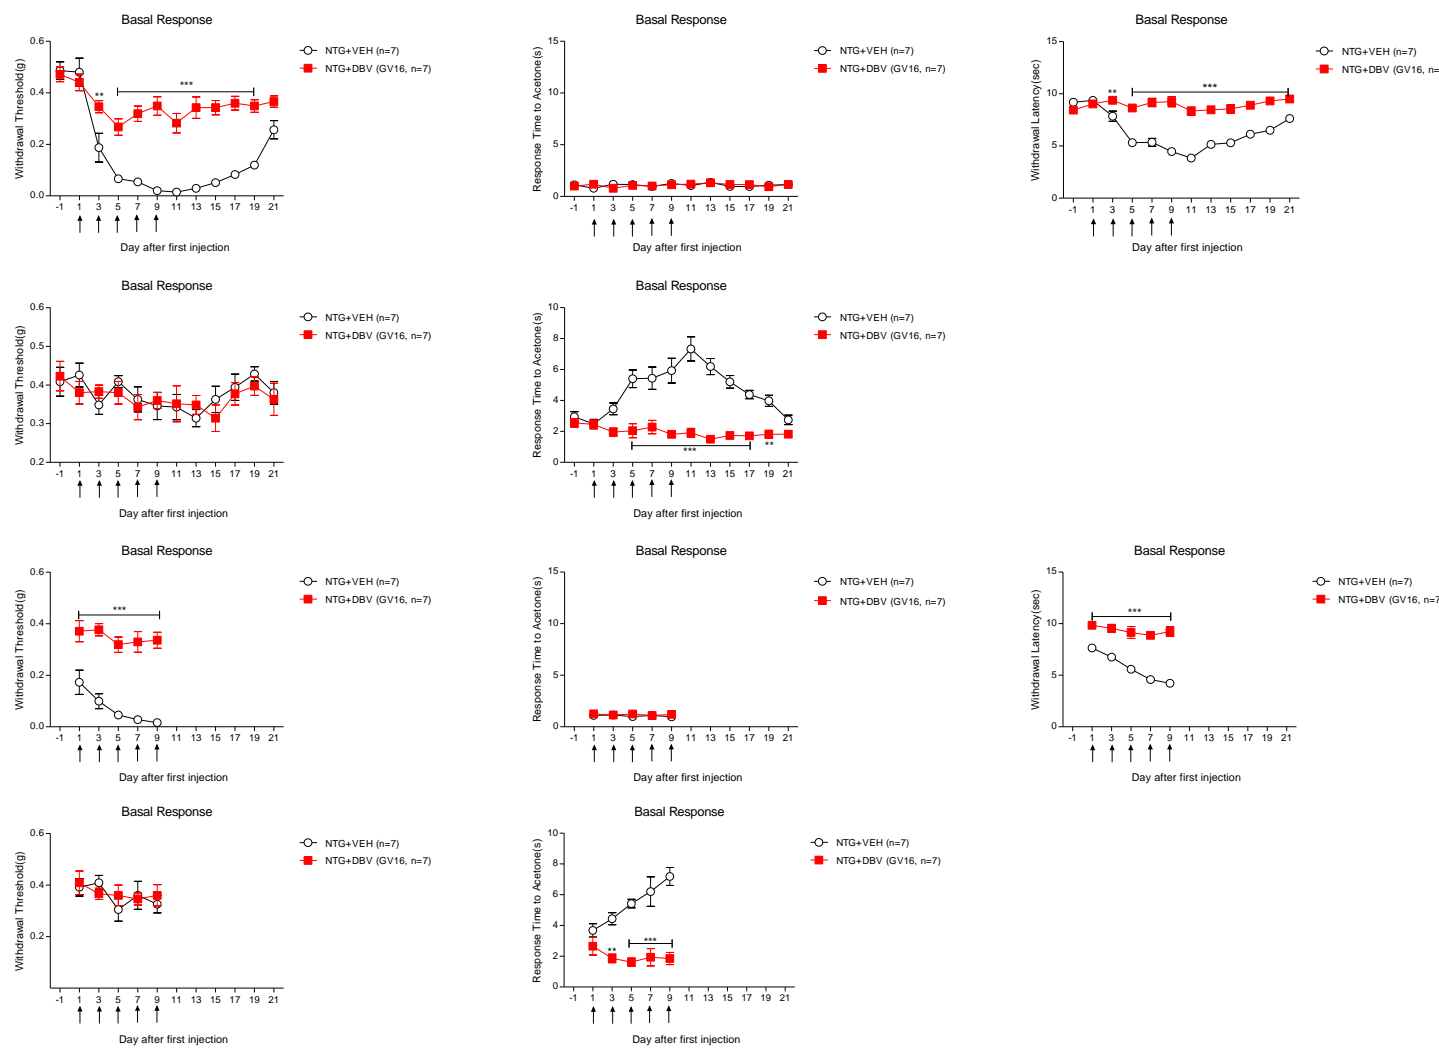 Basal Response
0.6
0.4
0.2
0.0
Withdrawal Threshold(g)
-1 1 3 5 7 9 11 13 15 17 19 21
Day after first injection
** ***
NTG+VEH (n=7)
NTG+DBV (GV16, n=7)
Basal Response
15
10
5
0
Response Time to Acetone(s)
-1 1 3 5 7 9 11 13 15 17 19 21
Day after first injection
NTG+VEH (n=7)
NTG+DBV (GV16, n=7)
Basal Response
15
10
5
0
Withdrawal Latency(sec)
-1 1 3 5 7 9 11 13 15 17 19 21
Day after first injection
** ***
NTG+VEH (n=7)
NTG+DBV (GV16, n=
Basal Response
0.6
0.5
0.4
0.3
0.2
Withdrawal Threshold(g)
-1 1 3 5 7 9 11 13 15 17 19 21
Day after first injection
NTG+VEH (n=7)
NTG+DBV (GV16, n=7)
Basal Response
10
8
6
4
2
0
Response Time to Acetone(s)
-1 1 3 5 7 9 11 13 15 17 19 21
Day after first injection
*** **
NTG+VEH (n=7)
NTG+DBV (GV16, n=7)
Basal Response
0.6
0.4
0.2
0.0
Withdrawal Threshold(g)
-1 1 3 5 7 9 11 13 15 17 19 21
Day after first injection
***
NTG+VEH (n=7)
NTG+DBV (GV16, n=7)
Basal Response
15
10
5
0
Response Time to Acetone(s)
-1 1 3 5 7 9 11 13 15 17 19 21
Day after first injection
NTG+VEH (n=7)
NTG+DBV (GV16, n=7)
Basal Response
15
10
5
0
Withdrawal Latency(sec)
-1 1 3 5 7 9 11 13 15 17 19 21
Day after first injection
***
NTG+VEH (n=7)
NTG+DBV (GV16, n=7
Basal Response
0.6
0.4
0.2
Withdrawal Threshold(g)
-1 1 3 5 7 9 11 13 15 17 19 21
Day after first injection
NTG+VEH (n=7)
NTG+DBV (GV16, n=7)
Basal Response
10
8
6
4
2
0
Response Time to Acetone(s)
-1 1 3 5 7 9 11 13 15 17 19 21
Day after first injection
** ***
NTG+VEH (n=7)
NTG+DBV (GV16, n=7)